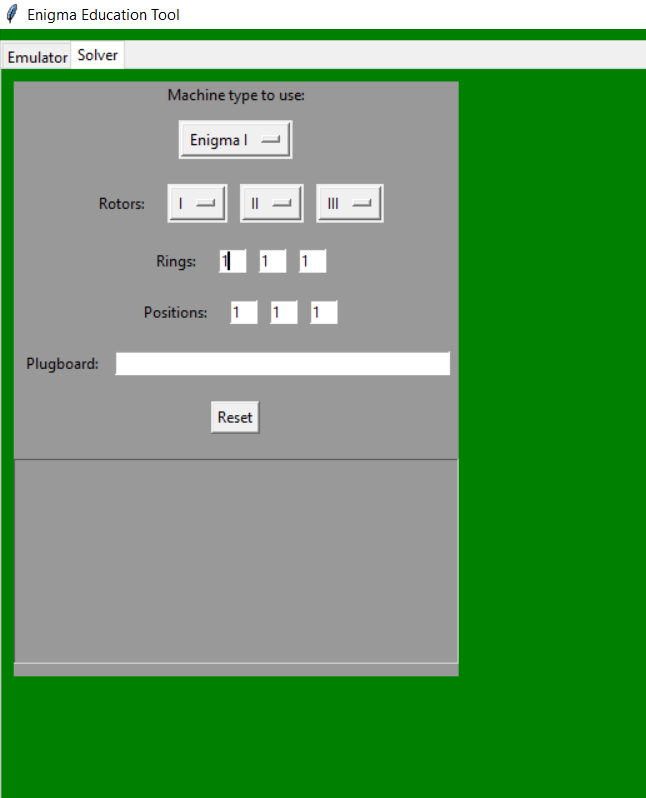 Enigma Education Tool
Emulator Solver
Machine type to use:
Enigma I
Rotors: I II III
Rings: 1 1 1
Positions: 1 1 1
Plugboard:
Reset